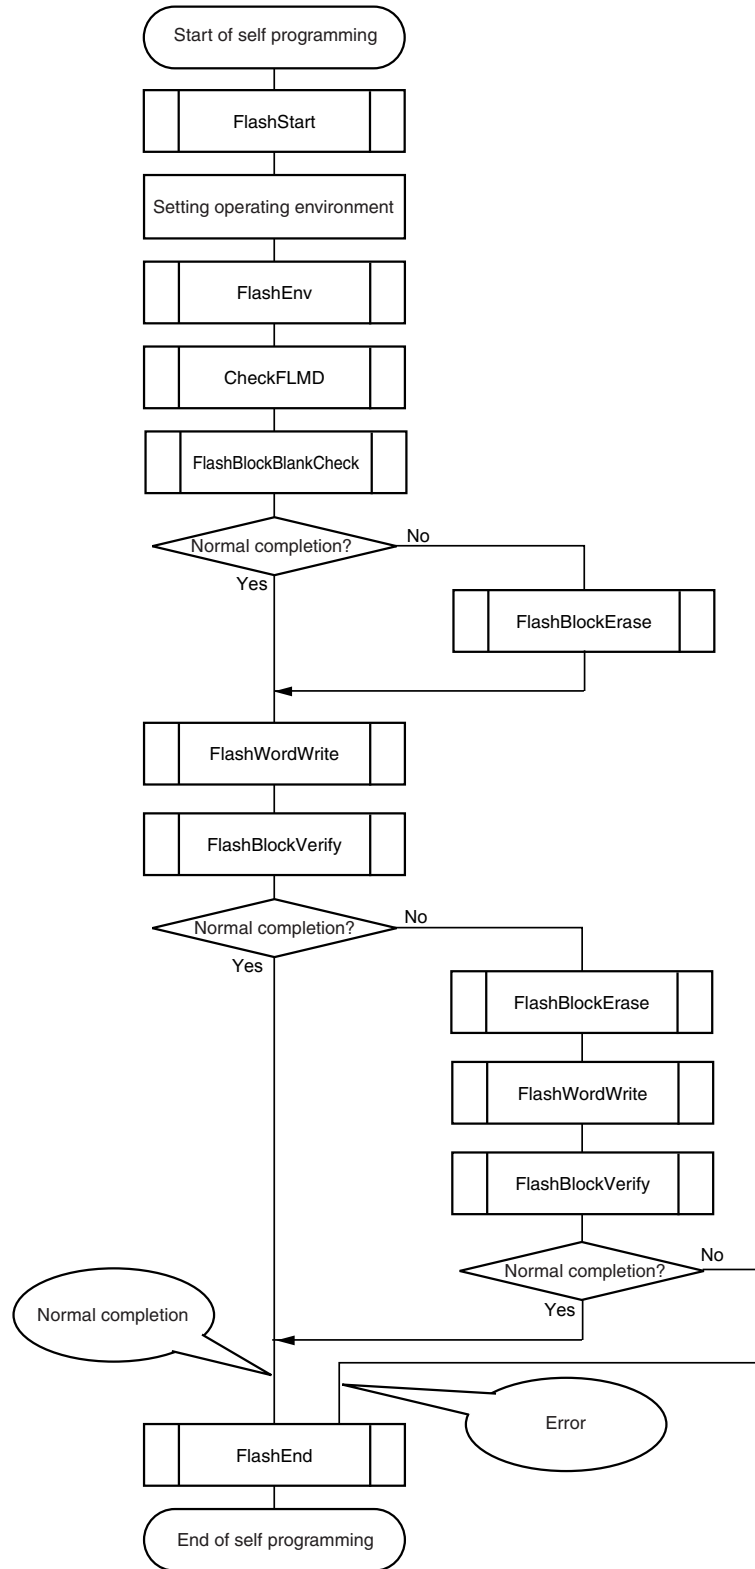 Start of self programming
FlashStart
Setting operating environment
FlashEnv
CheckFLMD
FlashBlockBlankCheck
Normal completion?
No
Yes
FlashBlockErase
FlashWordWrite
FlashBlockVerify
Normal completion?
No
Yes
FlashBlockErase
FlashWordWrite
FlashBlockVerify
Normal completion?
No
Yes
Normal completion
Error
FlashEnd
End of self programming